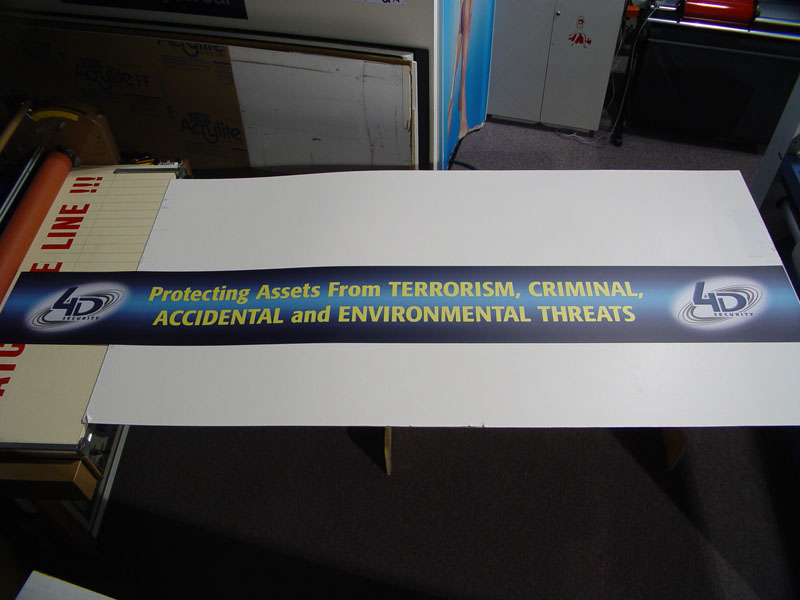 Acrylite FF
Acrylite
LINE !!!
4D
SECURITY
Protecting Assets From TERRORISM, CRIMINAL,
ACCIDENTAL and ENVIRONMENTAL THREATS
4D
SECURITY